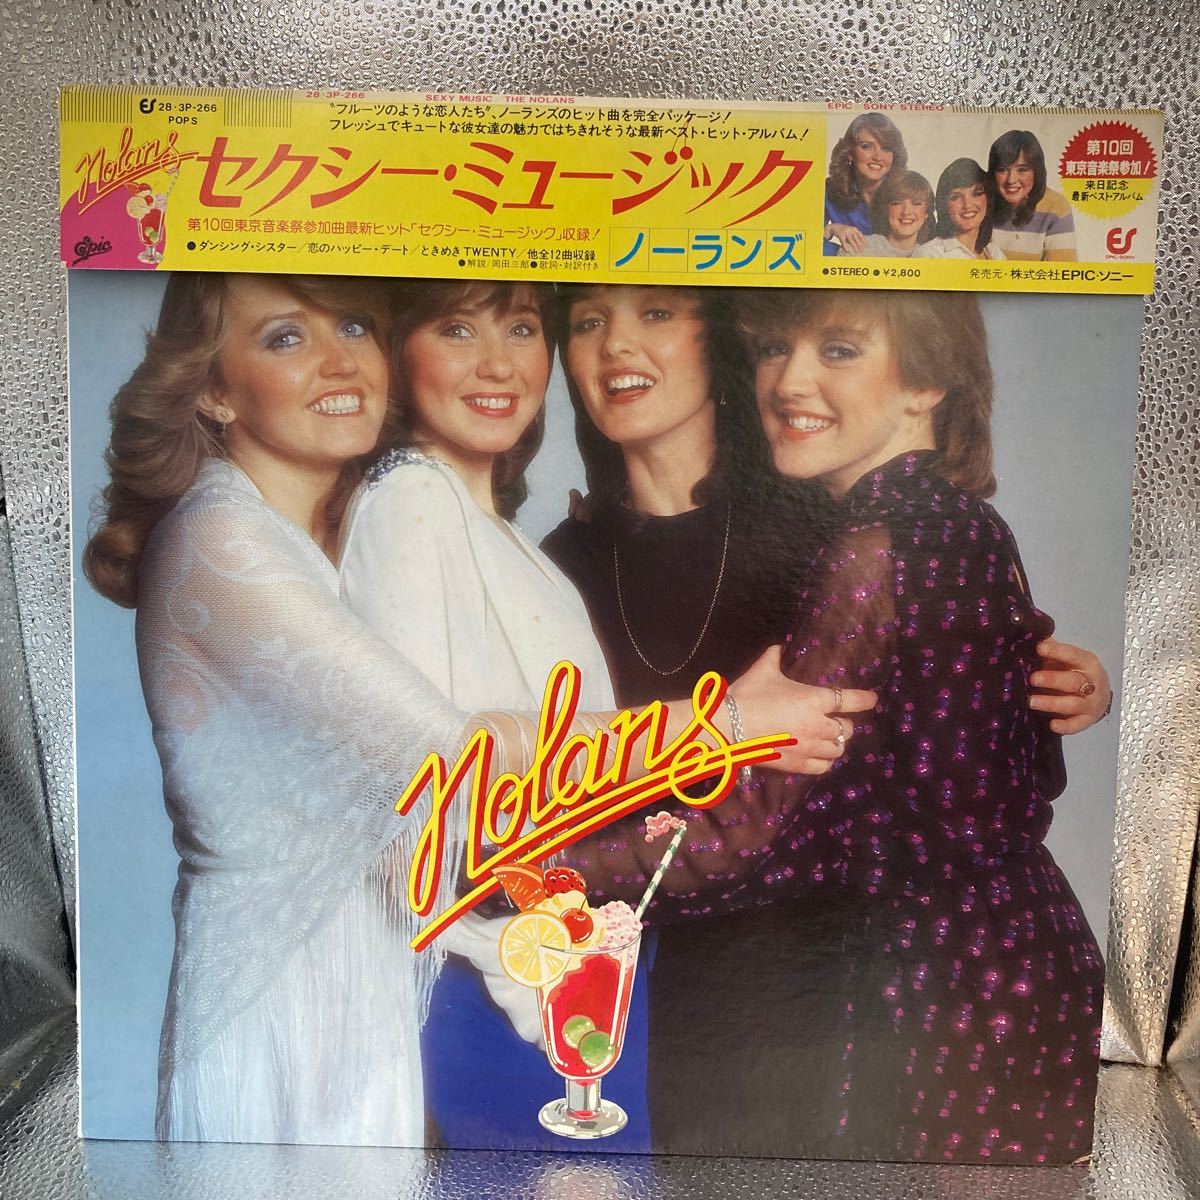 ES 28・3P-266
POPS
28・3P-266 SEXY MUSIC THE NOLANS EPIC SONY STEREO
"フルーツのような恋人たち"、ノーランズのヒット曲を完全パッケージ!
フレッシュでキュートな彼女達の魅力ではちきれそうな最新ベスト・ヒット・アルバム!
Nolans
セクシー・ミュージック
Epic
第10回東京音楽祭参加曲最新ヒット「セクシー・ミュージック」収録!
●ダンシング・シスター/恋のハッピー・デート/ときめきTWENTY/他全12曲収録
●解説/岡田三郎●歌詞・対訳付き
ノーランズ
●STEREO ●¥2,800
第10回
東京音楽祭参加!
来日記念
最新ベスト・アルバム
ES
EPIC・SONY
発売元・株式会社EPIC・ソニー
Nolans